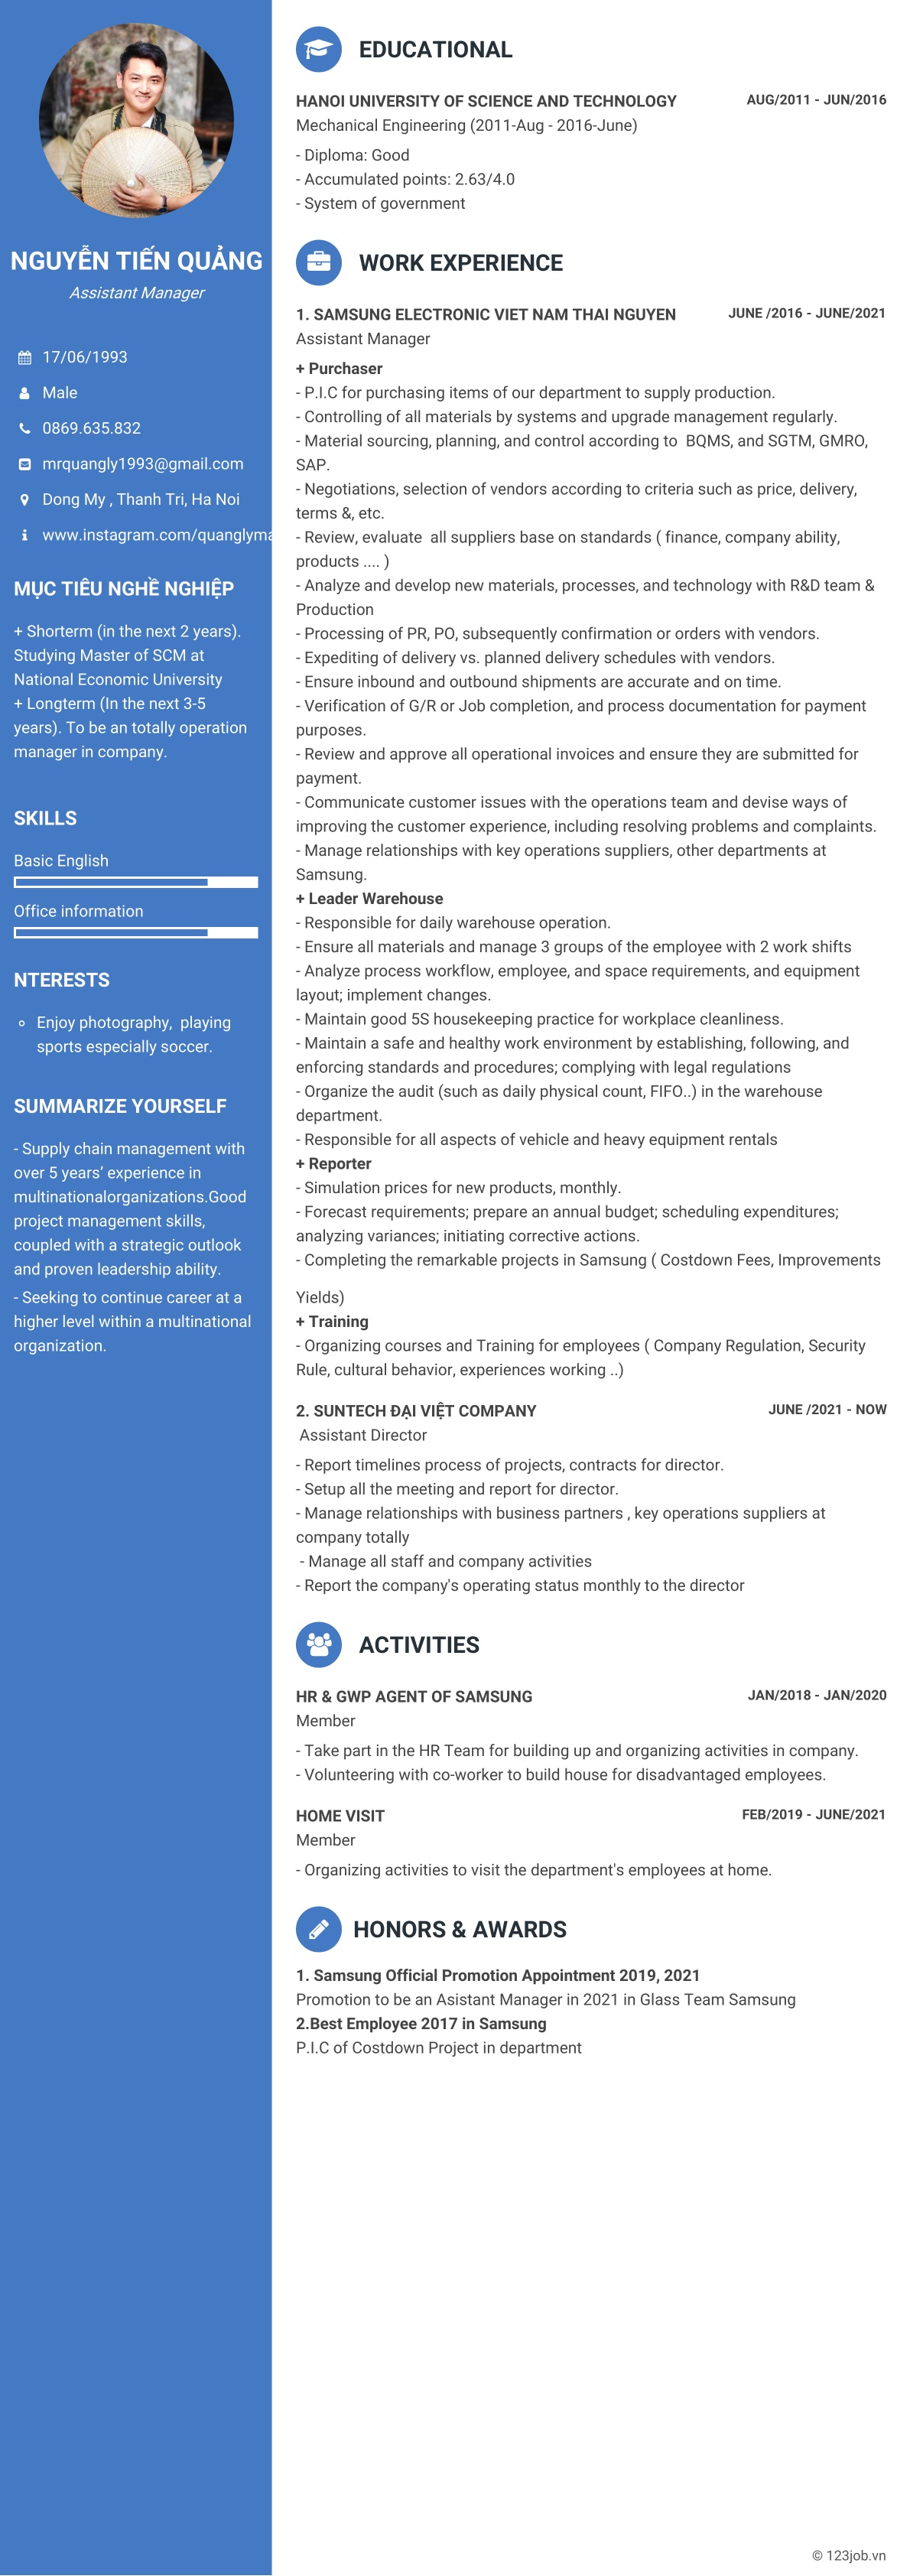 NGUYỄN TIẾN QUẢNG
Assistant Manager
17/06/1993
Male
0869.635.832
mrquangly1993@gmail.com
Dong My , Thanh Tri, Ha Noi
www.instagram.com/quanglyma
MỤC TIÊU NGHỀ NGHIỆP
+ Shorterm (in the next 2 years).
Studying Master of SCM at
National Economic University
+ Longterm (In the next 3-5
years). To be an totally operation
manager in company.
SKILLS
Basic English
Office information
NTERESTS
Enjoy photography,  playing
sports especially soccer.
SUMMARIZE YOURSELF
- Supply chain management with
over 5 years’ experience in
multinationalorganizations.Good
project management skills,
coupled with a strategic outlook
and proven leadership ability.
- Seeking to continue career at a
higher level within a multinational
organization.
EDUCATIONAL
HANOI UNIVERSITY OF SCIENCE AND TECHNOLOGY AUG/2011 - JUN/2016
Mechanical Engineering (2011-Aug - 2016-June)
- Diploma: Good
- Accumulated points: 2.63/4.0
- System of government
WORK EXPERIENCE
1. SAMSUNG ELECTRONIC VIET NAM THAI NGUYEN JUNE /2016 - JUNE/2021
Assistant Manager
+ Purchaser
- P.I.C for purchasing items of our department to supply production.
- Controlling of all materials by systems and upgrade management regularly.
- Material sourcing, planning, and control according to  BQMS, and SGTM, GMRO,
SAP.
- Negotiations, selection of vendors according to criteria such as price, delivery,
terms &, etc.
- Review, evaluate  all suppliers base on standards ( finance, company ability,
products .... )
- Analyze and develop new materials, processes, and technology with R&D team &
Production
- Processing of PR, PO, subsequently confirmation or orders with vendors.
- Expediting of delivery vs. planned delivery schedules with vendors.
- Ensure inbound and outbound shipments are accurate and on time.
- Verification of G/R or Job completion, and process documentation for payment
purposes.
- Review and approve all operational invoices and ensure they are submitted for
payment.
- Communicate customer issues with the operations team and devise ways of
improving the customer experience, including resolving problems and complaints.
- Manage relationships with key operations suppliers, other departments at
Samsung.
+ Leader Warehouse
- Responsible for daily warehouse operation.
- Ensure all materials and manage 3 groups of the employee with 2 work shifts
- Analyze process workflow, employee, and space requirements, and equipment
layout; implement changes.
- Maintain good 5S housekeeping practice for workplace cleanliness.
- Maintain a safe and healthy work environment by establishing, following, and
enforcing standards and procedures; complying with legal regulations
- Organize the audit (such as daily physical count, FIFO..) in the warehouse
department.
- Responsible for all aspects of vehicle and heavy equipment rentals
+ Reporter
- Simulation prices for new products, monthly.
- Forecast requirements; prepare an annual budget; scheduling expenditures;
analyzing variances; initiating corrective actions.
- Completing the remarkable projects in Samsung ( Costdown Fees, Improvements
Yields)
+ Training
- Organizing courses and Training for employees ( Company Regulation, Security
Rule, cultural behavior, experiences working ..)
2. SUNTECH ĐẠI VIỆT COMPANY JUNE /2021 - NOW
Assistant Director
- Report timelines process of projects, contracts for director.
- Setup all the meeting and report for director.
- Manage relationships with business partners , key operations suppliers at
company totally
- Manage all staff and company activities
- Report the company's operating status monthly to the director
ACTIVITIES
HR & GWP AGENT OF SAMSUNG JAN/2018 - JAN/2020
Member
- Take part in the HR Team for building up and organizing activities in company.
- Volunteering with co-worker to build house for disadvantaged employees.
HOME VISIT FEB/2019 - JUNE/2021
Member
- Organizing activities to visit the department's employees at home.
HONORS & AWARDS
1. Samsung Official Promotion Appointment 2019, 2021
Promotion to be an Asistant Manager in 2021 in Glass Team Samsung
2.Best Employee 2017 in Samsung
P.I.C of Costdown Project in department
© 123job.vn